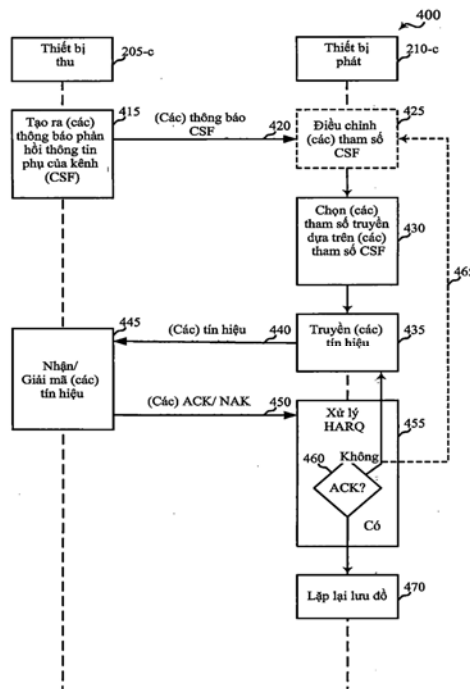 400
Thiết bị
thu
205-c
Thiết bị
phát
210-c
415
Tạo ra (các)
thông báo phản
hồi thông tin
phụ của kênh
(CSF)
(Các) thông báo
CSF
420
425
Điều chỉnh
(các) tham số
CSF
Chọn (các)
tham số truyền
dựa trên (các)
tham số CSF
430
465
445
Nhận/
Giải mã (các)
tín hiệu
(Các) tín hiệu
440
Truyền (các)
tín hiệu
435
(Các) ACK/ NAK
450
Xử lý
HARQ
455
Không
460
ACK?
Có
Lặp lại lưu đồ
470